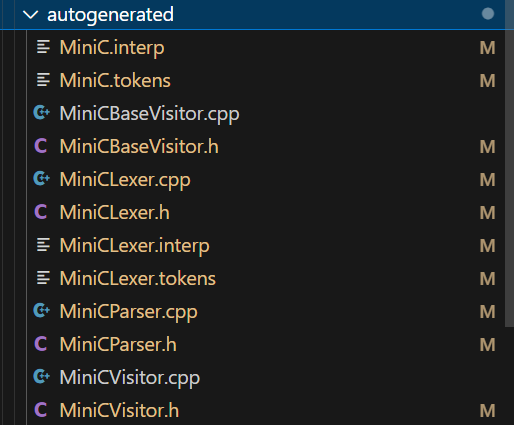 autogenerated
MiniC.interp M
MiniC.tokens M
MiniCBaseVisitor.cpp
MiniCBaseVisitor.h M
MiniCLexer.cpp M
MiniCLexer.h M
MiniCLexer.interp M
MiniCLexer.tokens M
MiniCParser.cpp M
MiniCParser.h M
MiniCVisitor.cpp
MiniCVisitor.h M